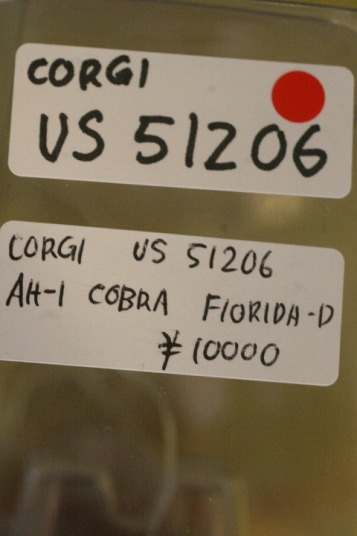 CORGI
US 51206
CORGI US 51206
AH-1 COBRA FlORIDA-D
¥10000